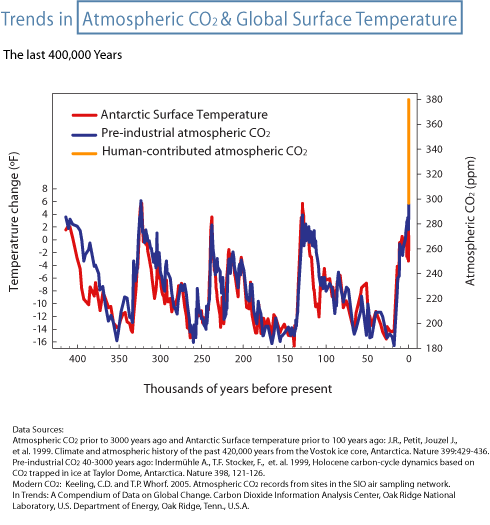 Trends in Atmospheric CO₂ & Global Surface Temperature
The last 400,000 Years
Antarctic Surface Temperature
Pre-industrial atmospheric CO₂
Human-contributed atmospheric CO₂
Temperatrure change (ºF)
8
6
4
2
0
-2
-4
-6
-8
-10
-12
-14
-16
380
360
340
320
300
280
260
240
220
200
180
Atmospheric CO₂ (ppm)
400 350 300 250 200 150 100 50 0
Thousands of years before present
Data Sources:
Atmospheric CO₂ prior to 3000 years ago and Antarctic Surface temperature prior to 100 years ago: J.R., Petit, Jouzel J.,
et al. 1999. Climate and atmospheric history of the past 420,000 years from the Vostok ice core, Antarctica. Nature 399:429-436.
Pre-industrial CO₂ 40-3000 years ago: Indermühle A., T.F. Stocker, F., et al. 1999, Holocene carbon-cycle dynamics based on
CO₂ trapped in ice at Taylor Dome, Antarctica. Nature 398, 121-126.
Modern CO₂: Keeling, C.D. and T.P. Whorf. 2005. Atmospheric CO₂ records from sites in the SIO air sampling network.
In Trends: A Compendium of Data on Global Change. Carbon Dioxide Information Analysis Center, Oak Ridge National
Laboratory, U.S. Department of Energy, Oak Ridge, Tenn., U.S.A.